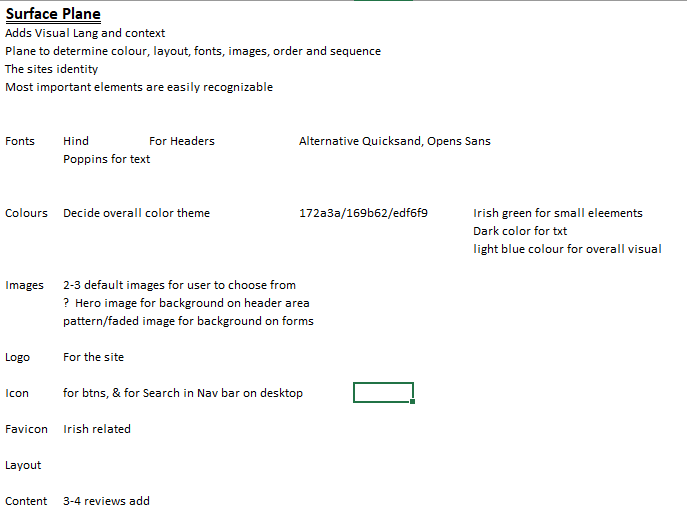 Surface Plane
Adds Visual Lang and context
Plane to determine colour, layout, fonts, images, order and sequence
The sites identity
Most important elements are easily recognizable
Fonts Hind For Headers Alternative Quicksand, Opens Sans
Poppins for text
Colours Decide overall color theme 172a3a/169b62/edf6f9 Irish green for small eleements
Dark color for txt
light blue colour for overall visual
Images 2-3 default images for user to choose from
? Hero image for background on header area
pattern/faded image for background on forms
Logo For the site
Icon for btns, & for Search in Nav bar on desktop
Favicon Irish related
Layout
Content 3-4 reviews add